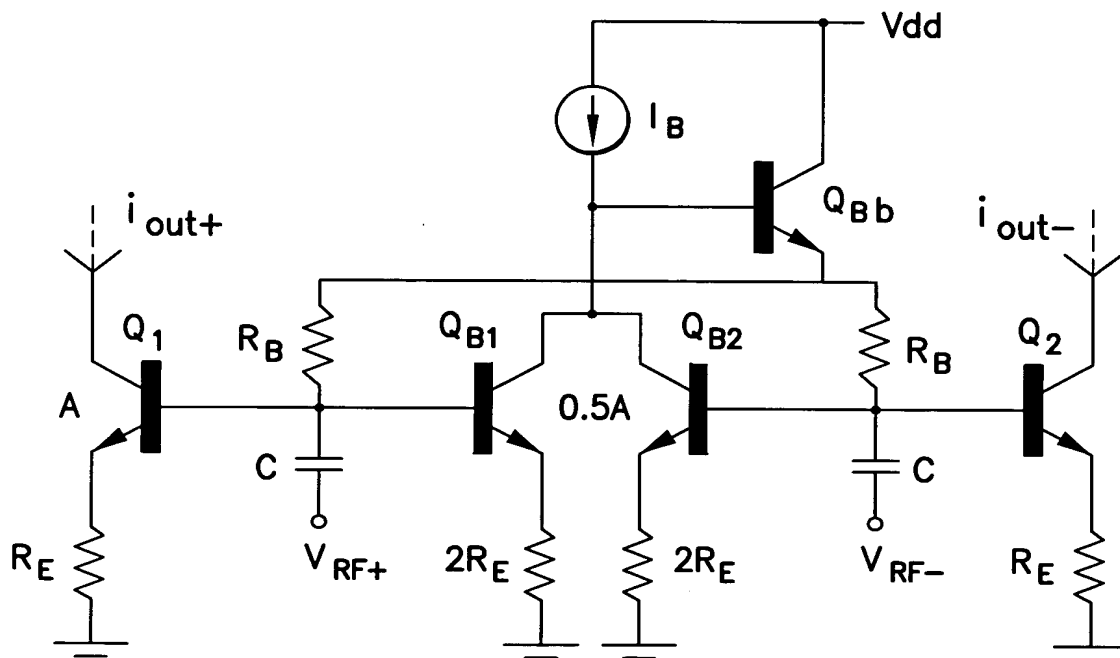 Vdd
I_B
Q_Bb
i_out+
i_out−
Q_1
R_B
Q_B1
Q_B2
R_B
Q_2
A
0.5A
C
C
R_E
V_RF+
2R_E
2R_E
V_RF−
R_E